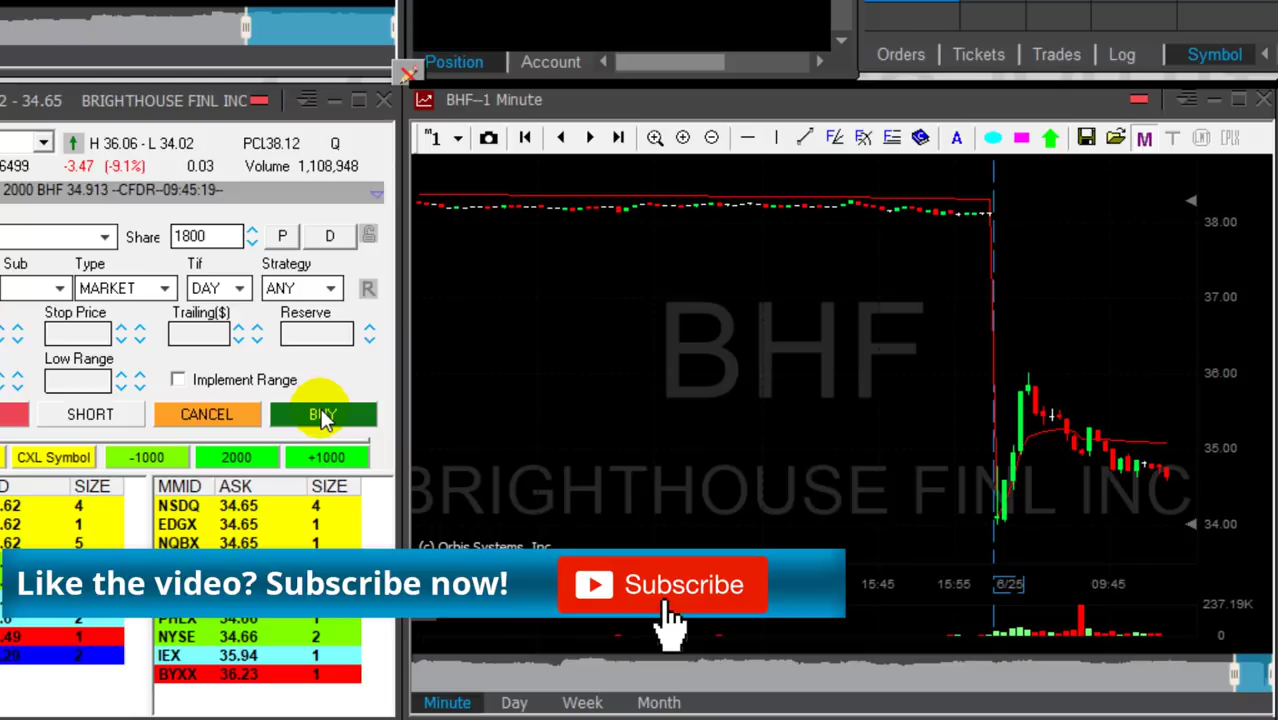 Position
Account
Orders
Tickets
Trades
Log
Symbol
2 - 34.65 BRIGHTHOUSE FINL INC
H 36.06 - L 34.02 PCL38.12 Q
6499 -3.47 (-9.1%) 0.03 Volume 1,108,948
2000 BHF 34.913 --CFDR--09:45:19--
Share 1800 P D
Sub Type Tif Strategy
MARKET DAY ANY R
Stop Price Trailing($) Reserve
Low Range
Implement Range
SHORT CANCEL BUY
CXL Symbol -1000 2000 +1000
D SIZE MMID ASK SIZE
.62 4 NSDQ 34.65 4
.62 1 EDGX 34.65 1
.62 5 NQBX 34.65 1
Like the video? Subscribe now! Subscribe
.49 1 NYSE 34.66 2
.29 2 IEX 35.94 1
BYXX 36.23 1
BHF--1 Minute
"1 A M T
BHF
BRIGHTHOUSE FINL INC
38.00
37.00
36.00
35.00
34.00
(c) Orbis Systems, Inc
15:45 15:55 6/25 09:45
237.19K
0
Minute Day Week Month